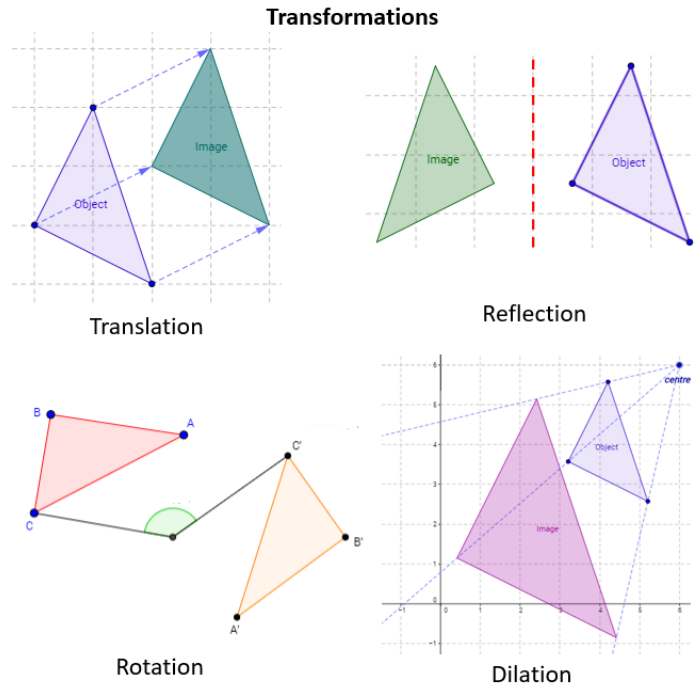 Transformations
Image
Object
Translation
Image
Object
Reflection
B
A
C
C'
B'
A'
Rotation
6
centre
5
4
Object
3
2
Image
1
0
-1
0
1
2
3
4
5
6
-1
Dilation